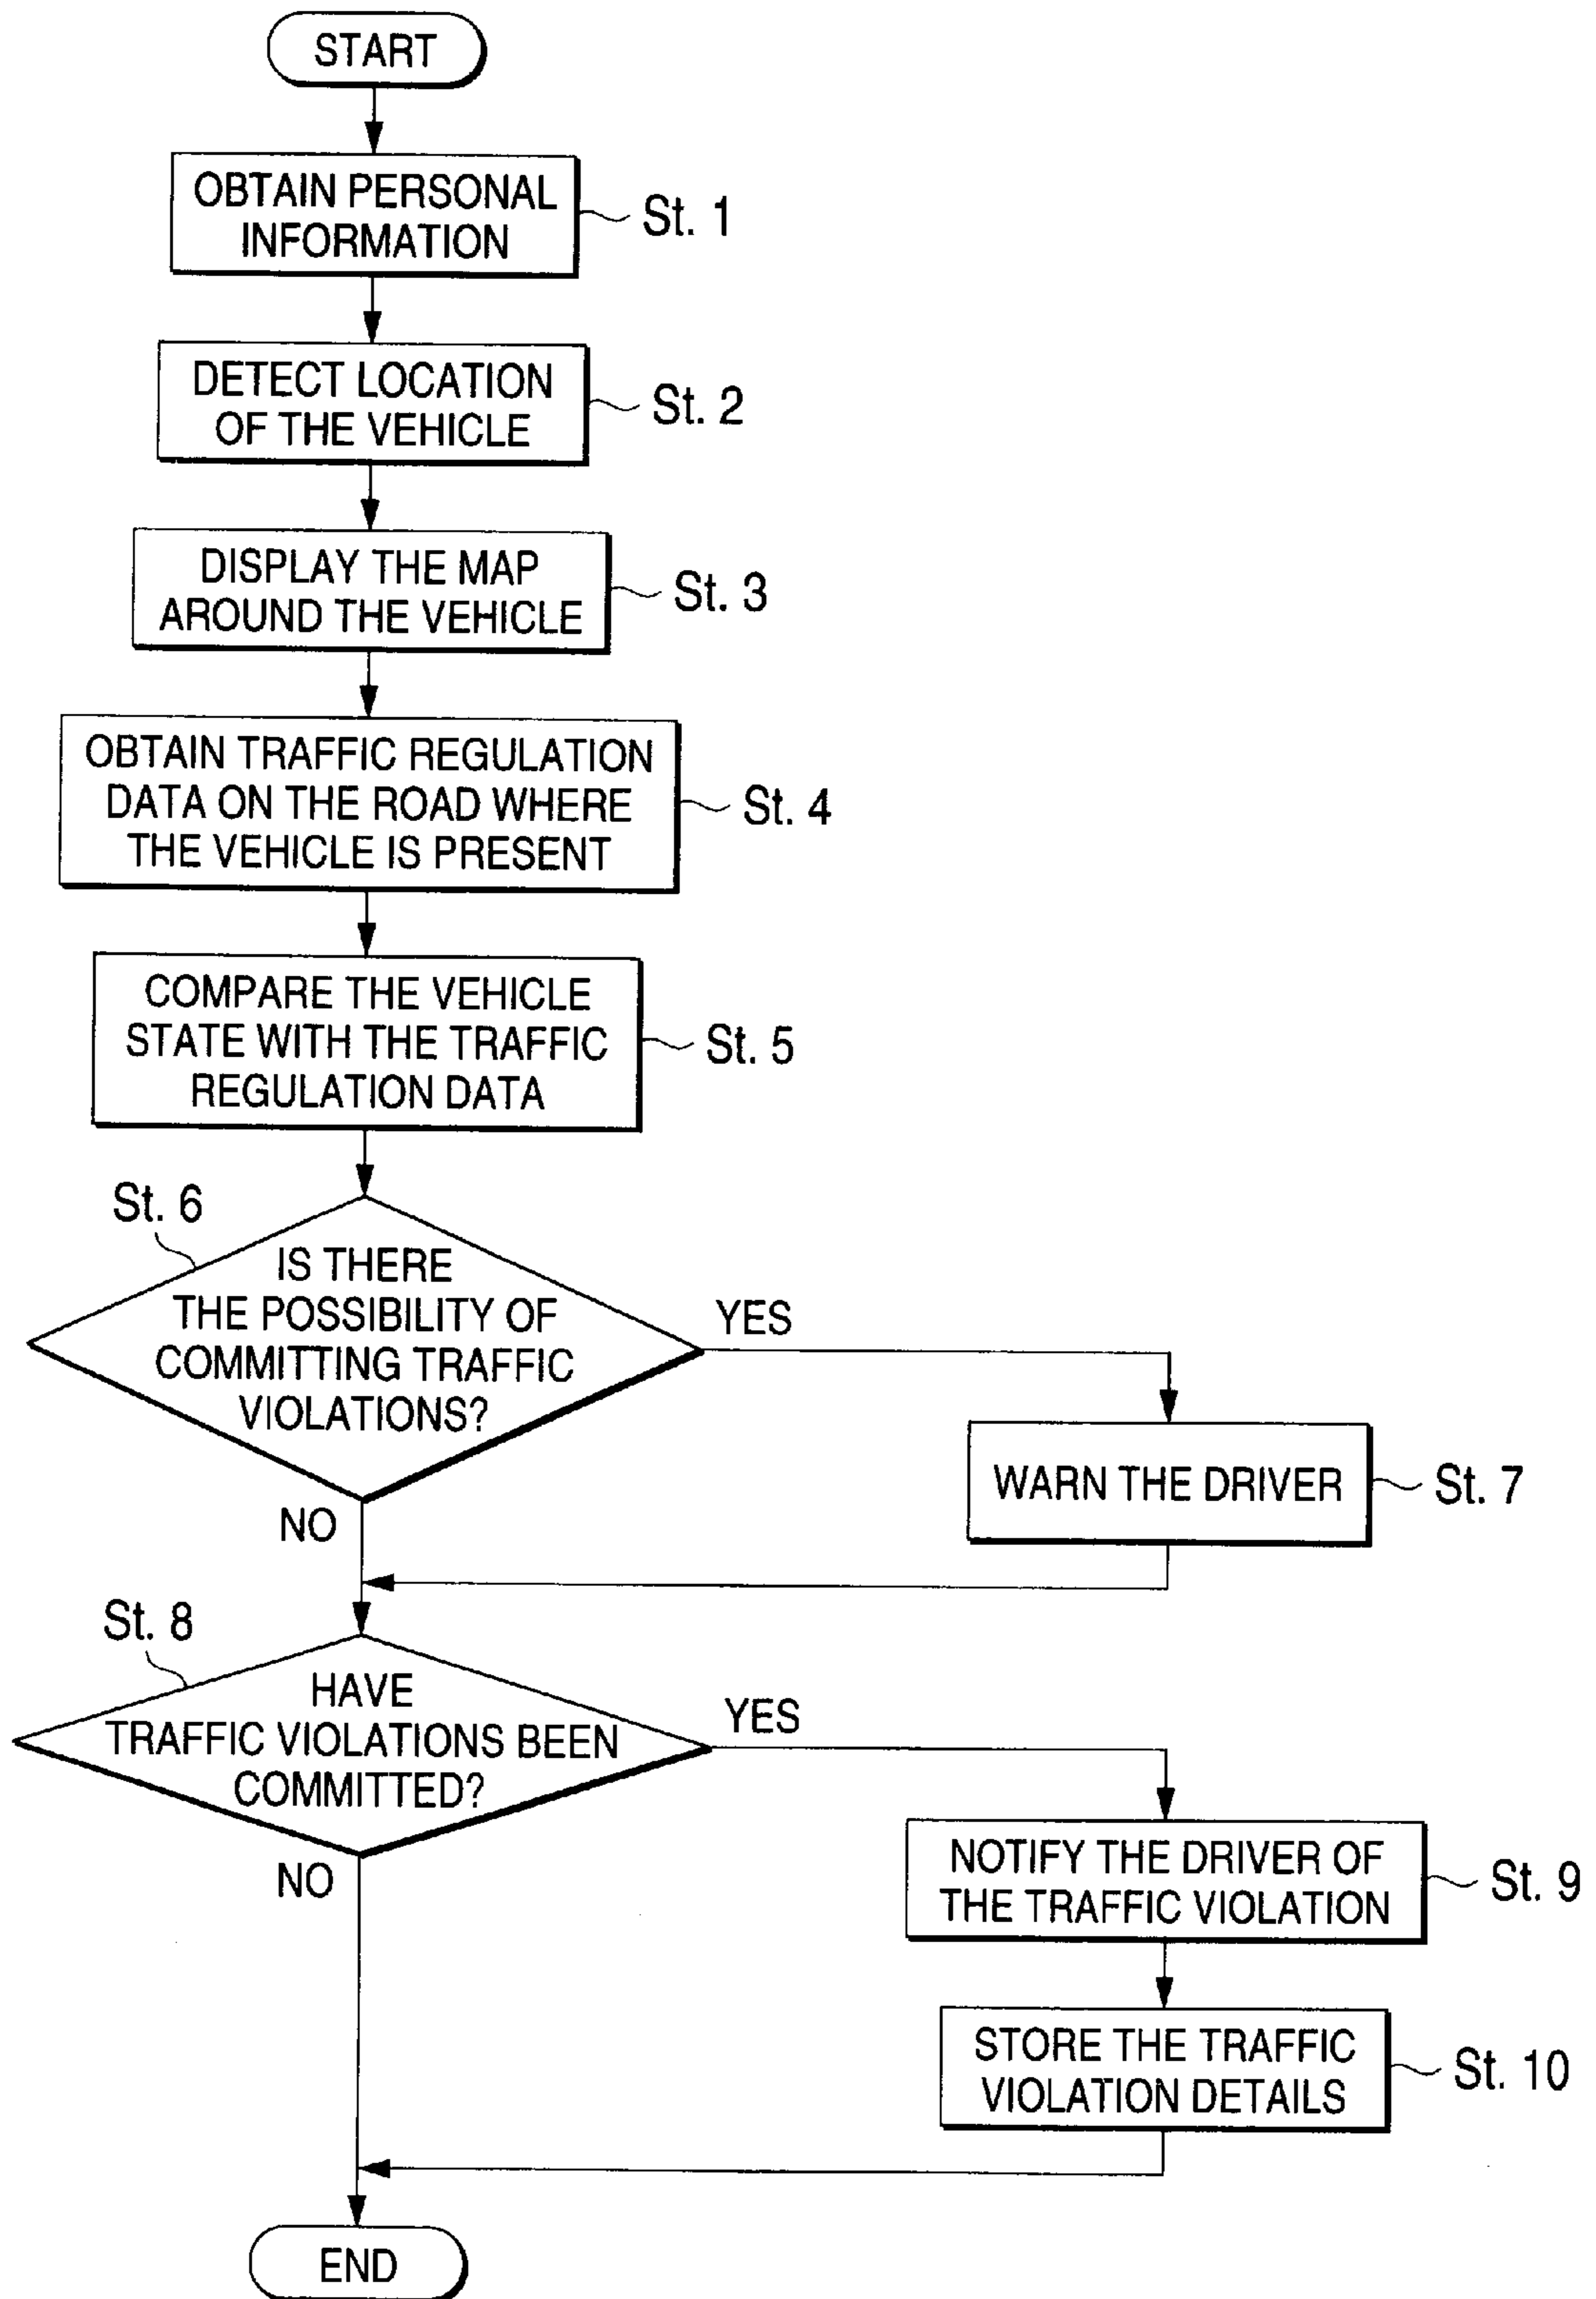 START
OBTAIN PERSONAL
INFORMATION
St. 1
DETECT LOCATION
OF THE VEHICLE
St. 2
DISPLAY THE MAP
AROUND THE VEHICLE
St. 3
OBTAIN TRAFFIC REGULATION
DATA ON THE ROAD WHERE
THE VEHICLE IS PRESENT
St. 4
COMPARE THE VEHICLE
STATE WITH THE TRAFFIC
REGULATION DATA
St. 5
St. 6
IS THERE
THE POSSIBILITY OF
COMMITTING TRAFFIC
VIOLATIONS?
YES
WARN THE DRIVER
St. 7
NO
St. 8
HAVE
TRAFFIC VIOLATIONS BEEN
COMMITTED?
YES
NOTIFY THE DRIVER OF
THE TRAFFIC VIOLATION
St. 9
NO
STORE THE TRAFFIC
VIOLATION DETAILS
St. 10
END